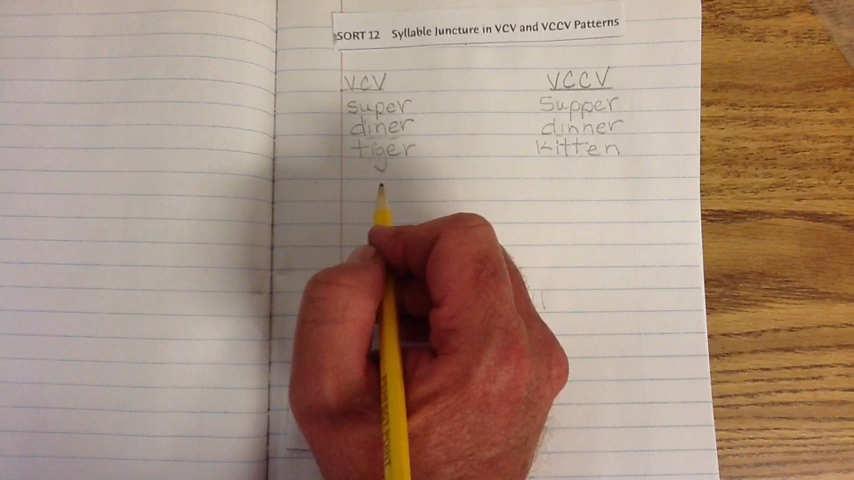 SORT 12 Syllable Juncture in VCV and VCCV Patterns
VCV VCCV
super Supper
diner dinner
tiger Kitten